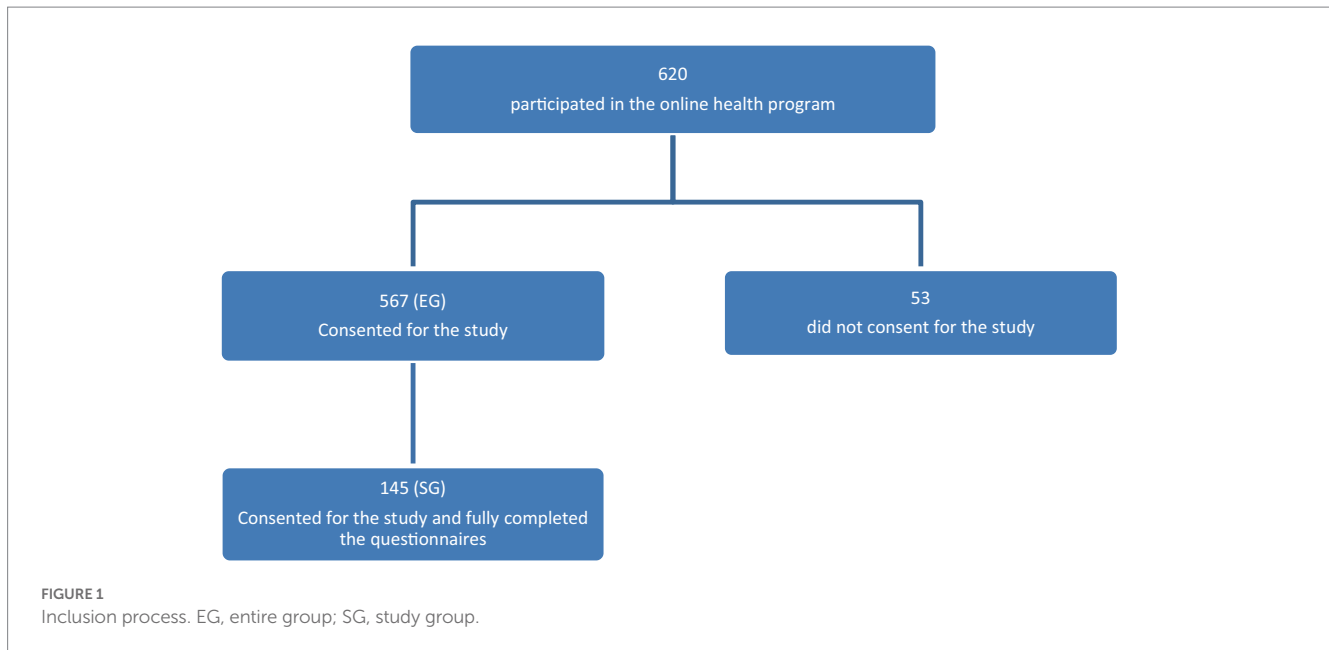 620
participated in the online health program
567 (EG)
Consented for the study
53
did not consent for the study
145 (SG)
Consented for the study and fully completed
the questionnaires
FIGURE 1
Inclusion process. EG, entire group; SG, study group.